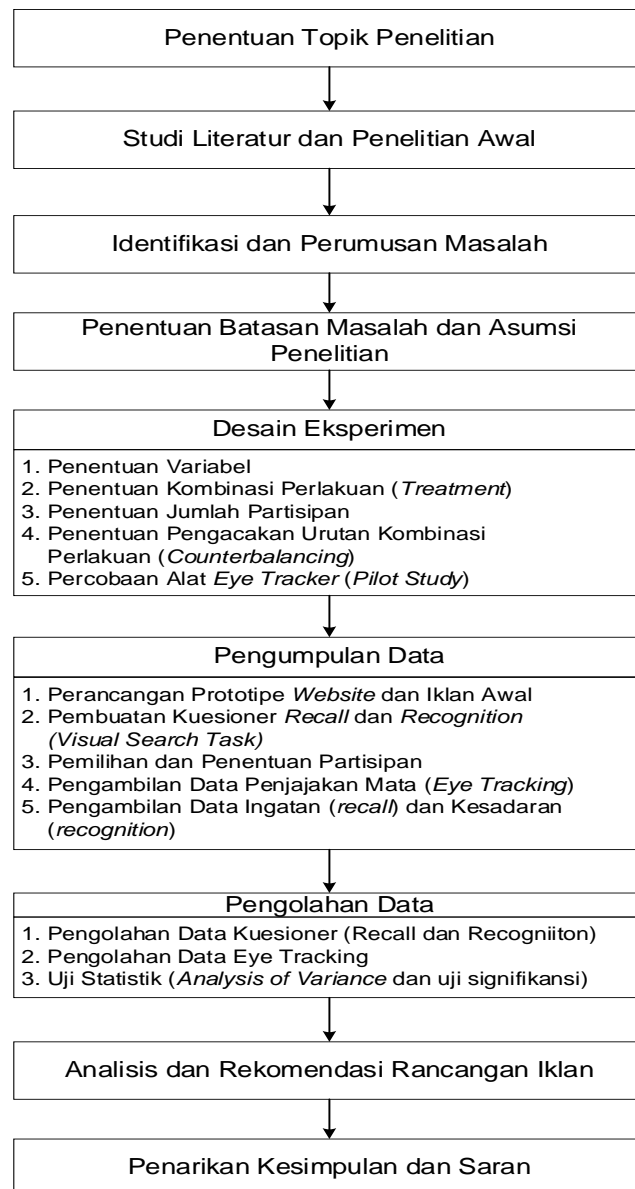 Penentuan Topik Penelitian
Studi Literatur dan Penelitian Awal
Identifikasi dan Perumusan Masalah
Penentuan Batasan Masalah dan Asumsi
Penelitian
Desain Eksperimen
1. Penentuan Variabel
2. Penentuan Kombinasi Perlakuan (Treatment)
3. Penentuan Jumlah Partisipan
4. Penentuan Pengacakan Urutan Kombinasi
Perlakuan (Counterbalancing)
5. Percobaan Alat Eye Tracker (Pilot Study)
Pengumpulan Data
1. Perancangan Prototipe Website dan Iklan Awal
2. Pembuatan Kuesioner Recall dan Recognition
(Visual Search Task)
3. Pemilihan dan Penentuan Partisipan
4. Pengambilan Data Penjajakan Mata (Eye Tracking)
5. Pengambilan Data Ingatan (recall) dan Kesadaran
(recognition)
Pengolahan Data
1. Pengolahan Data Kuesioner (Recall dan Recogniiton)
2. Pengolahan Data Eye Tracking
3. Uji Statistik (Analysis of Variance dan uji signifikansi)
Analisis dan Rekomendasi Rancangan Iklan
Penarikan Kesimpulan dan Saran